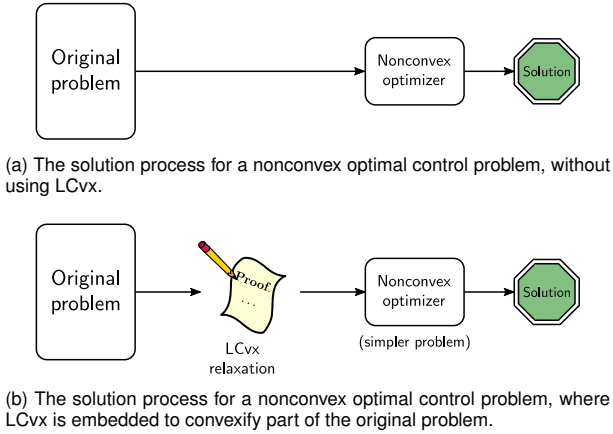 Original
problem
Nonconvex
optimizer
Solution
(a) The solution process for a nonconvex optimal control problem, without
using LCvx.
Original
problem
Proof.
...
LCvx
relaxation
Nonconvex
optimizer
(simpler problem)
Solution
(b) The solution process for a nonconvex optimal control problem, where
LCvx is embedded to convexify part of the original problem.